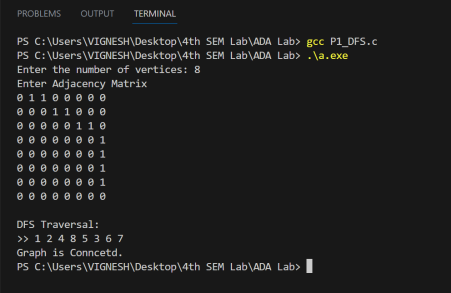 PROBLEMS OUTPUT TERMINAL
PS C:\Users\VIGNESH\Desktop\4th SEM Lab\ADA Lab> gcc P1_DFS.c
PS C:\Users\VIGNESH\Desktop\4th SEM Lab\ADA Lab> .\a.exe
Enter the number of vertices: 8
Enter Adjacency Matrix
0 1 1 0 0 0 0 0
0 0 0 1 1 0 0 0
0 0 0 0 0 1 1 0
0 0 0 0 0 0 0 1
0 0 0 0 0 0 0 1
0 0 0 0 0 0 0 1
0 0 0 0 0 0 0 1
0 0 0 0 0 0 0 0
DFS Traversal:
>> 1 2 4 8 5 3 6 7
Graph is Conncetd.
PS C:\Users\VIGNESH\Desktop\4th SEM Lab\ADA Lab>